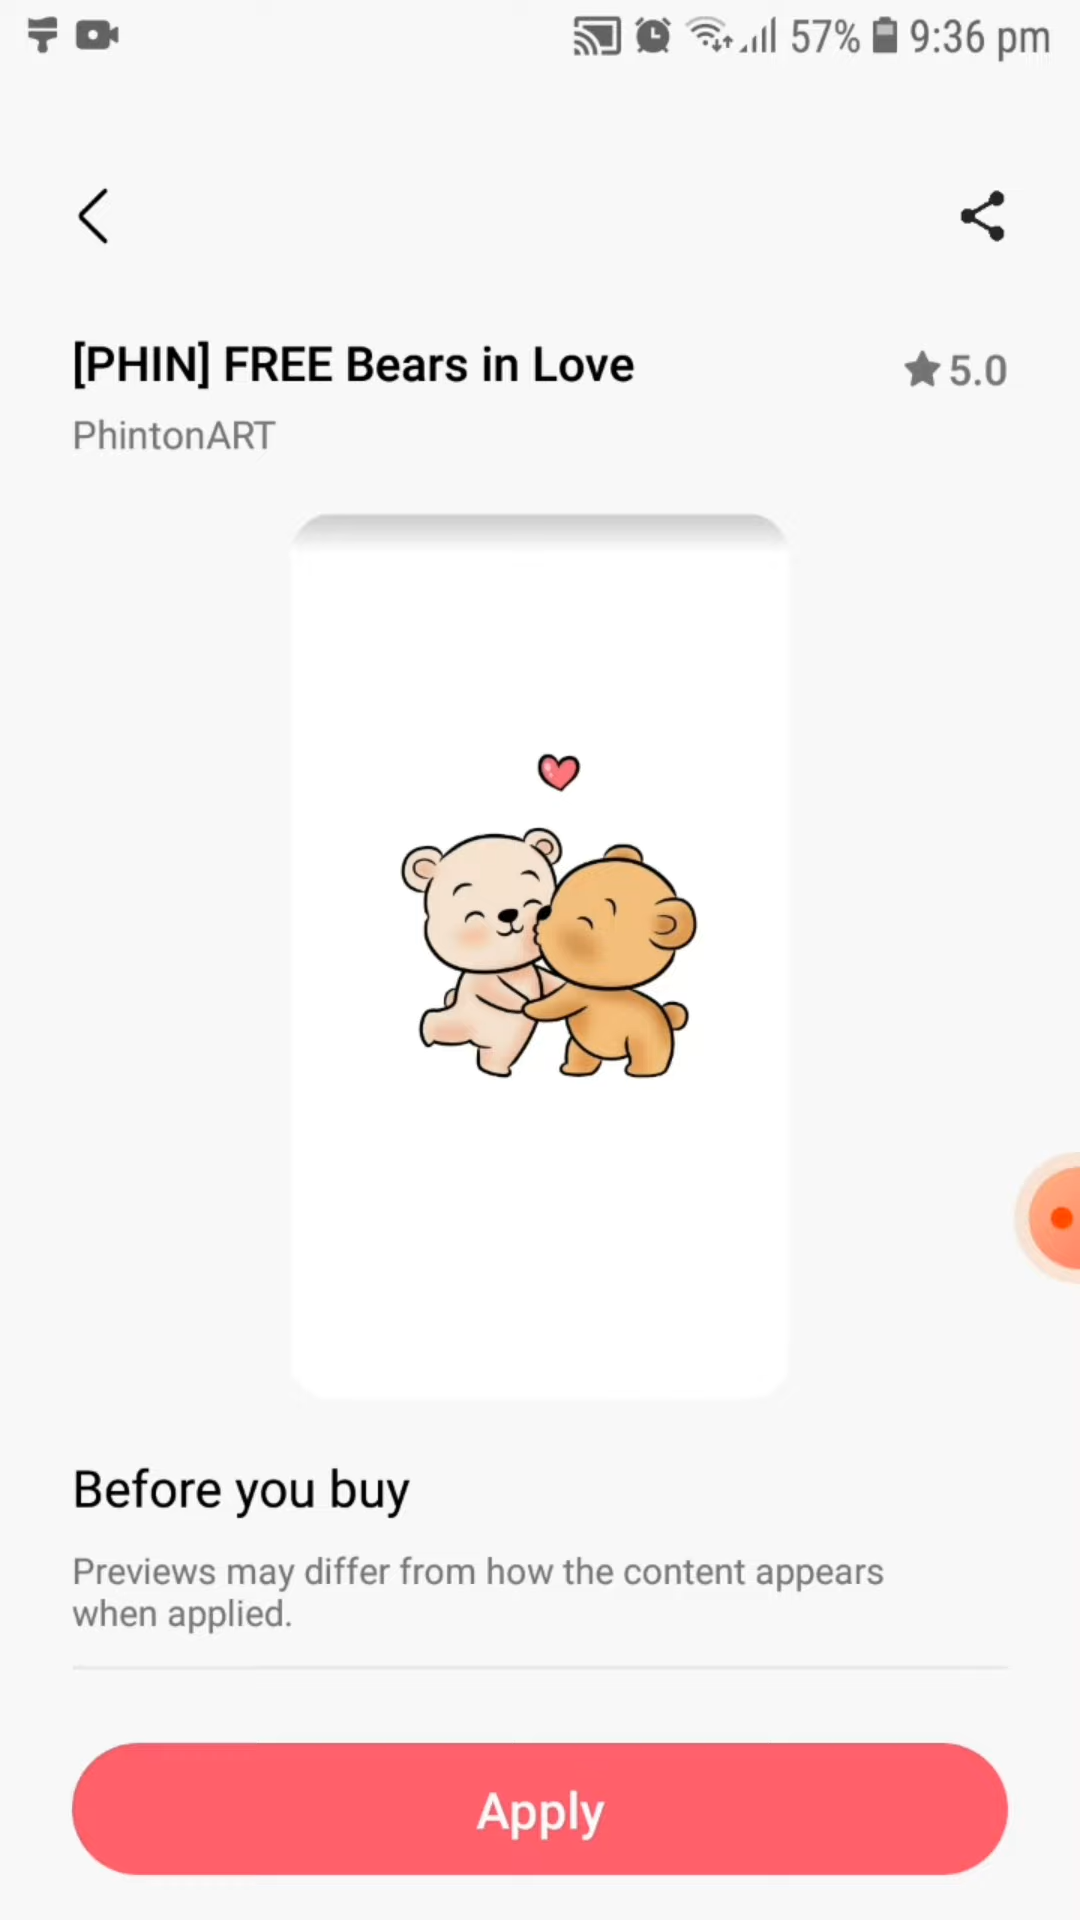 57% 9:36 pm
[PHIN] FREE Bears in Love
5.0
PhintonART
Before you buy
Previews may differ from how the content appears
when applied.
Apply